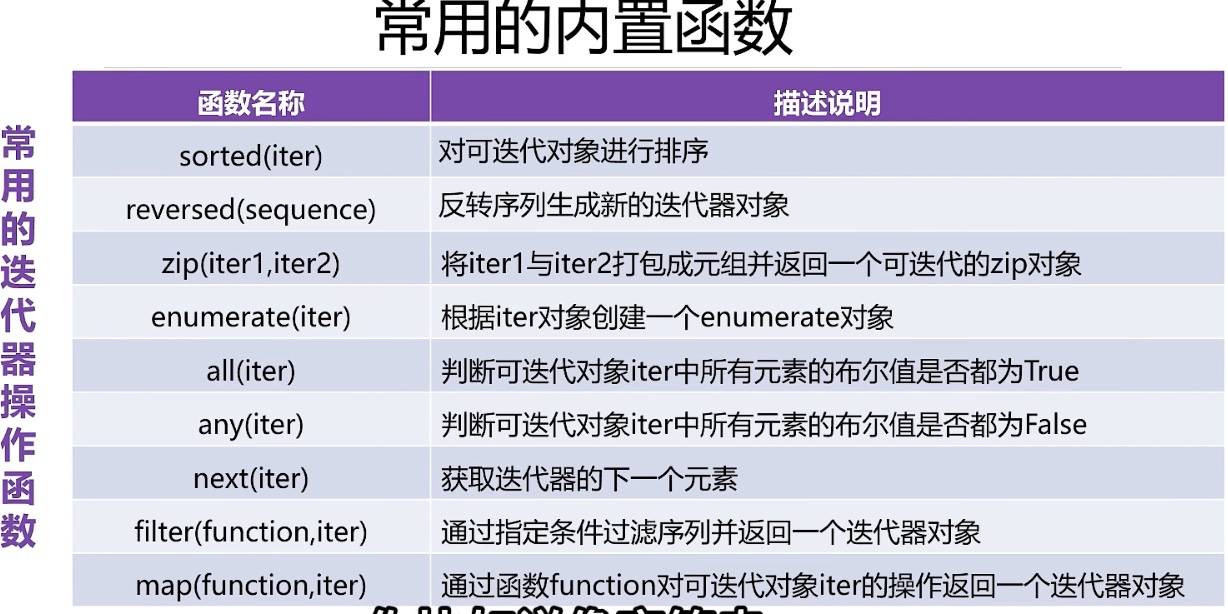 常用的内置函数
常用的迭代器操作函数
函数名称 描述说明
sorted(iter) 对可迭代对象进行排序
reversed(sequence) 反转序列生成新的迭代器对象
zip(iter1,iter2) 将iter1与iter2打包成元组并返回一个可迭代的zip对象
enumerate(iter) 根据iter对象创建一个enumerate对象
all(iter) 判断可迭代对象iter中所有元素的布尔值是否都为True
any(iter) 判断可迭代对象iter中所有元素的布尔值是否都为False
next(iter) 获取迭代器的下一个元素
filter(function,iter) 通过指定条件过滤序列并返回一个迭代器对象
map(function,iter) 通过函数function对可迭代对象iter的操作返回一个迭代器对象